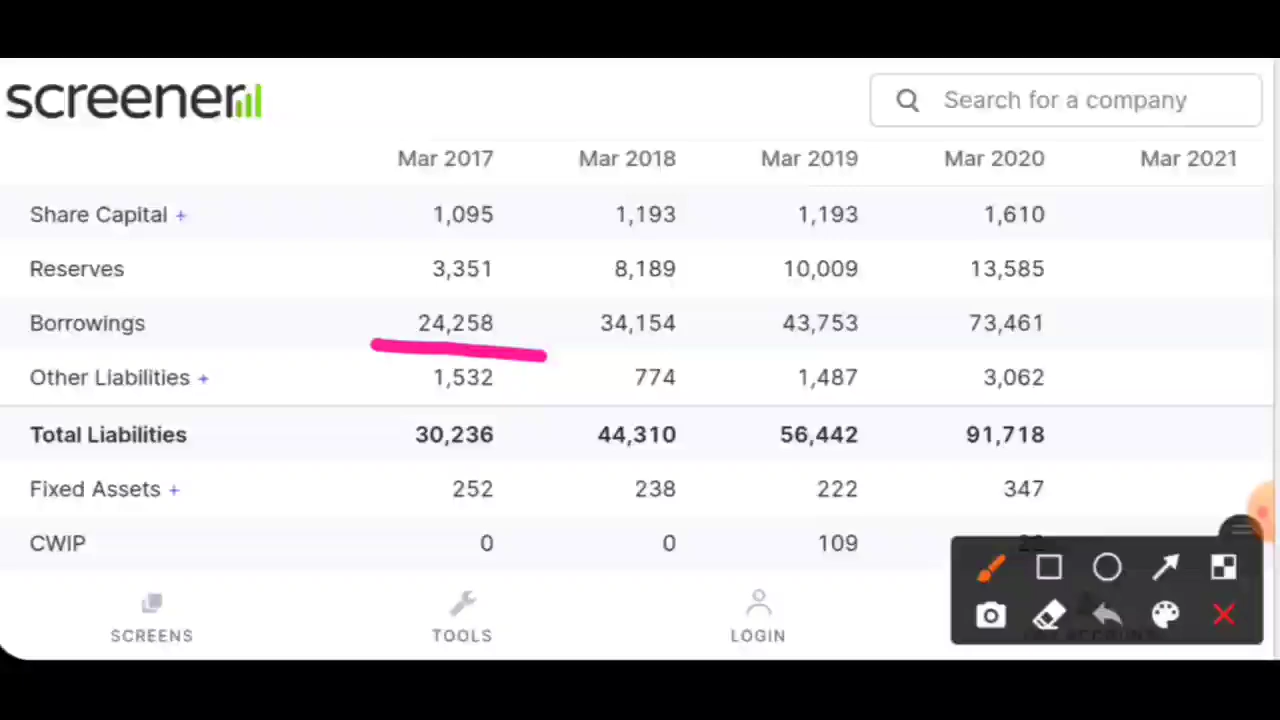 screener
Search for a company
Mar 2017 Mar 2018 Mar 2019 Mar 2020 Mar 2021
Share Capital + 1,095 1,193 1,193 1,610
Reserves 3,351 8,189 10,009 13,585
Borrowings 24,258 34,154 43,753 73,461
Other Liabilities + 1,532 774 1,487 3,062
Total Liabilities 30,236 44,310 56,442 91,718
Fixed Assets + 252 238 222 347
CWIP 0 0 109
SCREENS TOOLS LOGIN